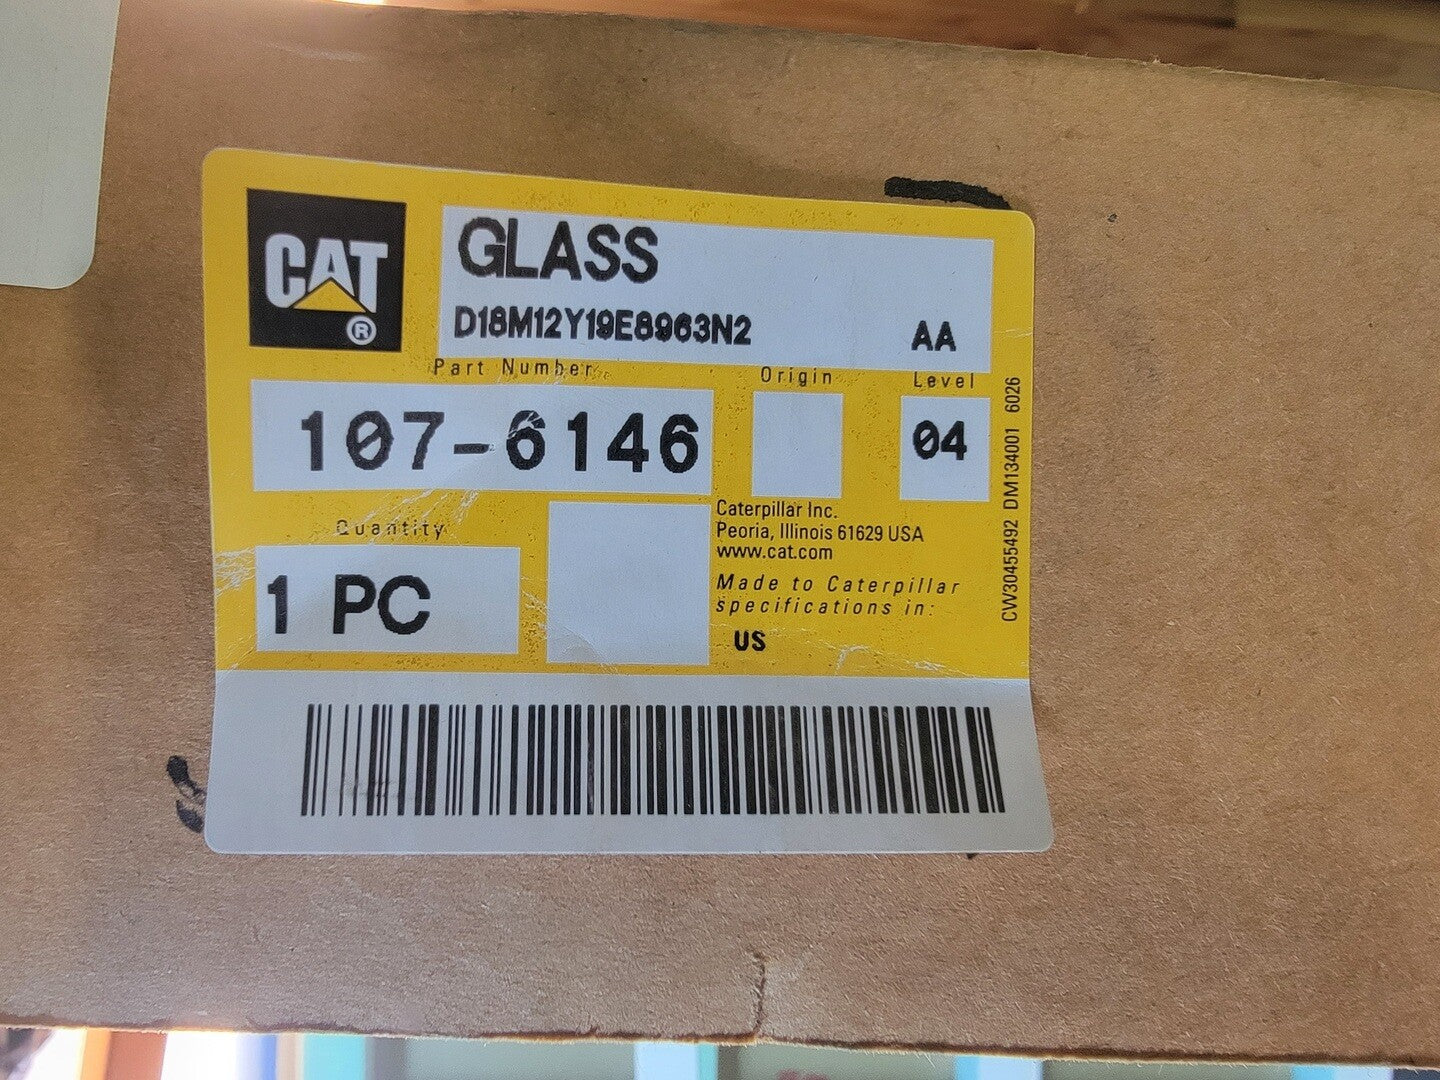 CAT
®
GLASS
D18M12Y19E8963N2 AA
Part Number Origin Level
107-6146 04
Quantity
1 PC
Caterpillar Inc.
Peoria, Illinois 61629 USA
www.cat.com
Made to Caterpillar
specifications in:
US
CW30455492 DM134001 6026